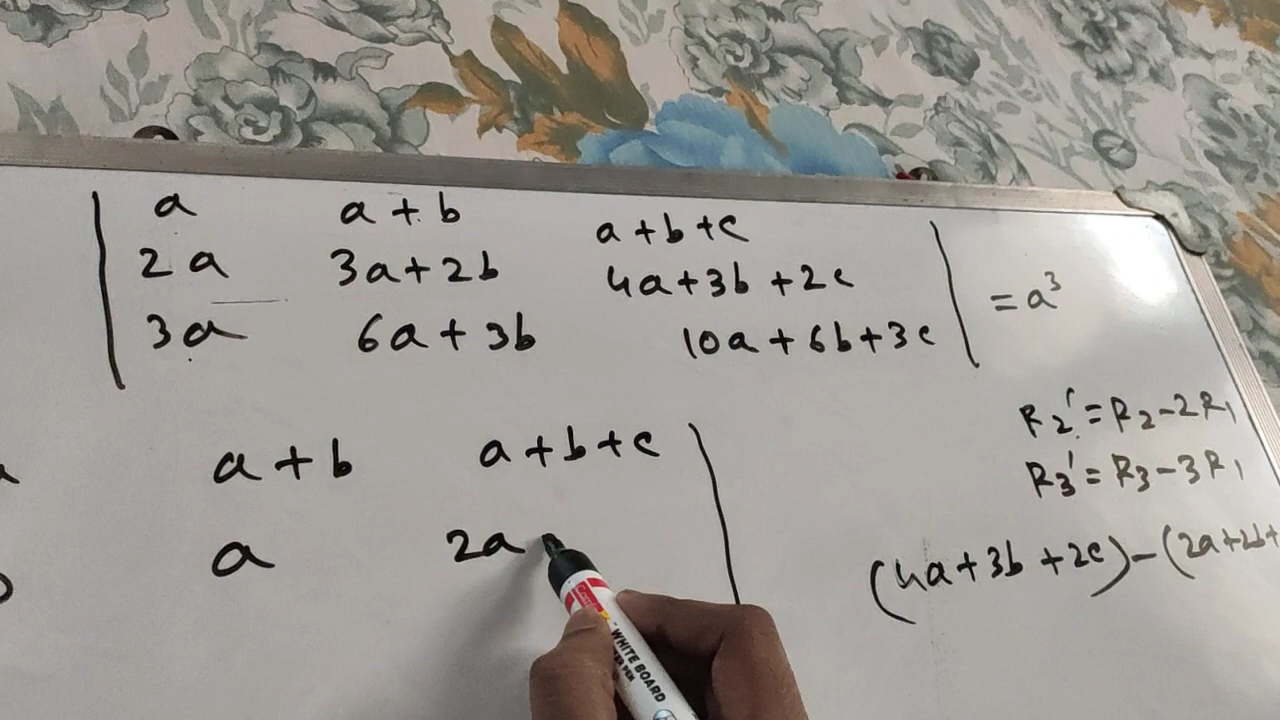 a a + b a + b + c
2a 3a + 2b 4a + 3b + 2c
3a 6a + 3b 10a + 6b + 3c
= a³
R₂' = R₂ - 2R₁
R₃' = R₃ - 3R₁
a + b a + b + c
a 2a
(4a + 3b + 2c) - (2a + 2b +
WHITE BOARD